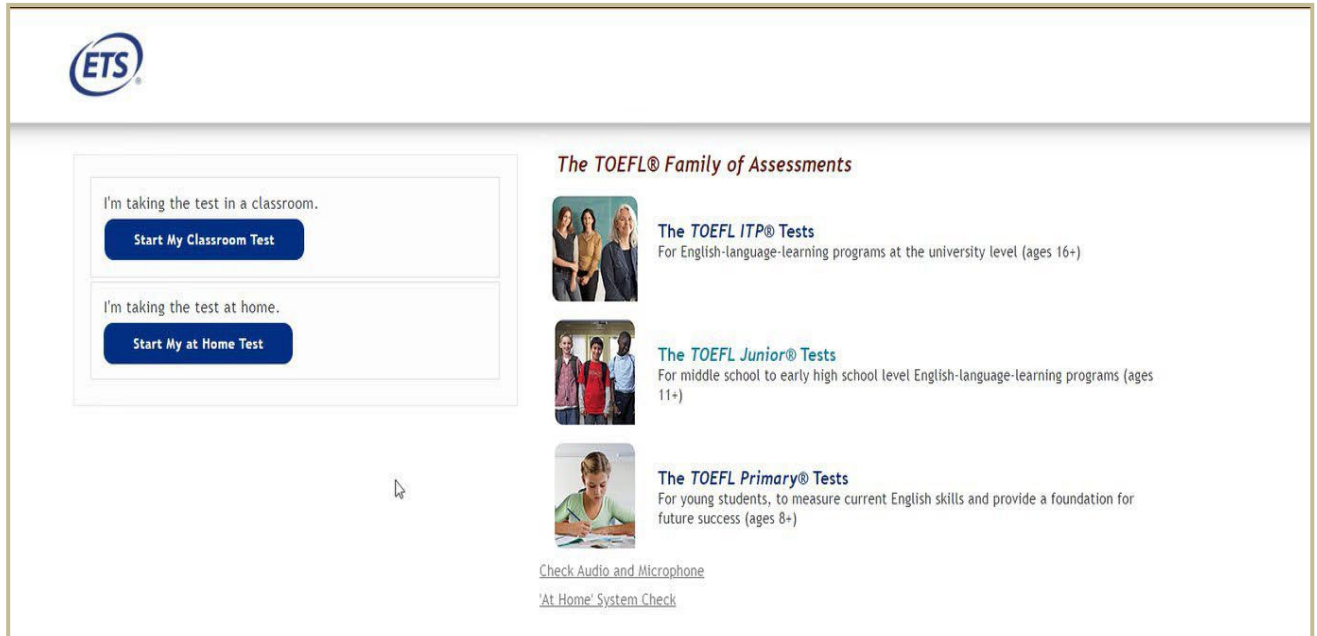 ETS®
I'm taking the test in a classroom.
Start My Classroom Test
I'm taking the test at home.
Start My at Home Test
The TOEFL® Family of Assessments
The TOEFL ITP® Tests
For English-language-learning programs at the university level (ages 16+)
The TOEFL Junior® Tests
For middle school to early high school level English-language-learning programs (ages
11+)
The TOEFL Primary® Tests
For young students, to measure current English skills and provide a foundation for
future success (ages 8+)
Check Audio and Microphone
'At Home' System Check